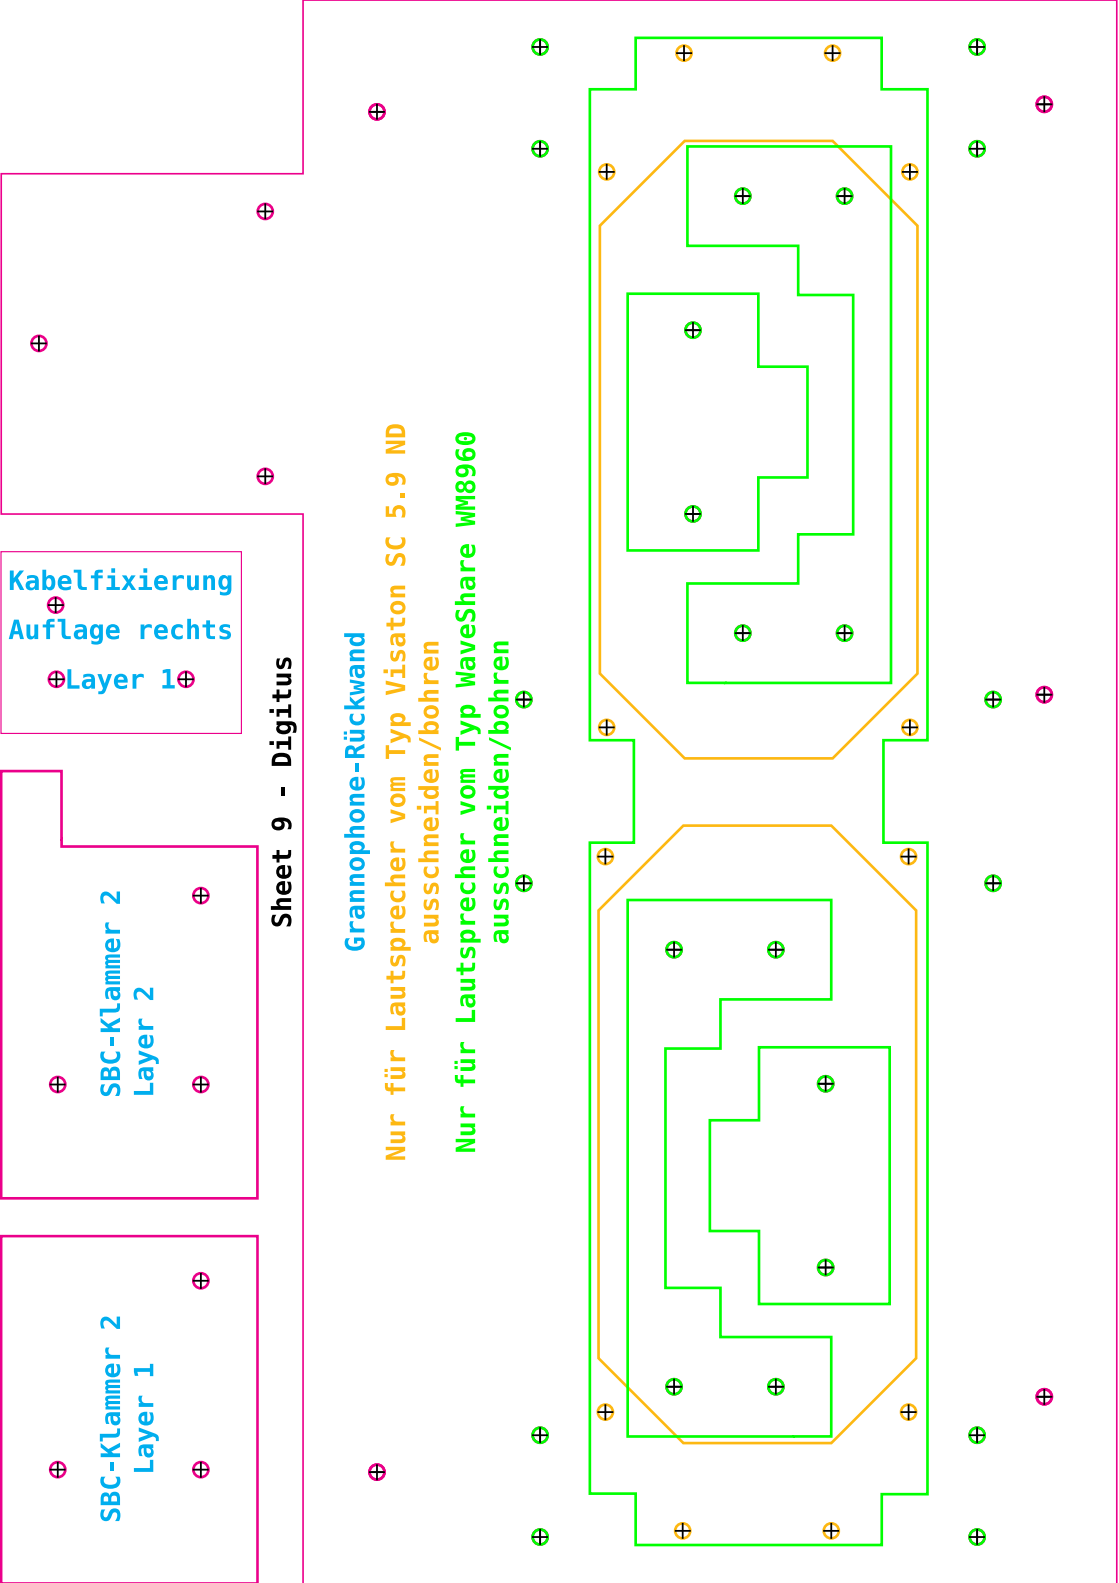 Kabelfixierung
Auflage rechts
Layer 1
SBC-Klammer 2
Layer 2
SBC-Klammer 2
Layer 1
Sheet 9 - Digitus
Grannophone-Rückwand
Nur für Lautsprecher vom Typ Visaton SC 5.9 ND
ausschneiden/bohren
Nur für Lautsprecher vom Typ WaveShare WM8960
ausschneiden/bohren